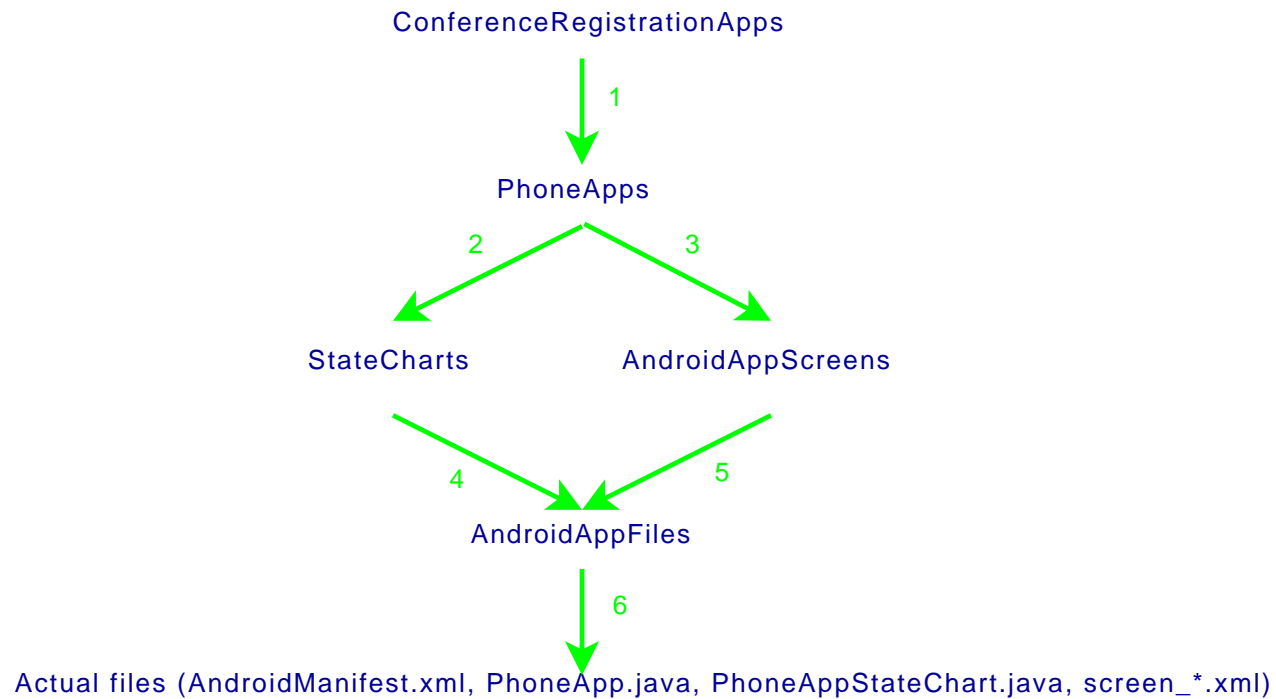 ConferenceRegistrationApps
1
PhoneApps
2
3
StateCharts
AndroidAppScreens
4
5
AndroidAppFiles
6
Actual files (AndroidManifest.xml, PhoneApp.java, PhoneAppStateChart.java, screen_*.xml)